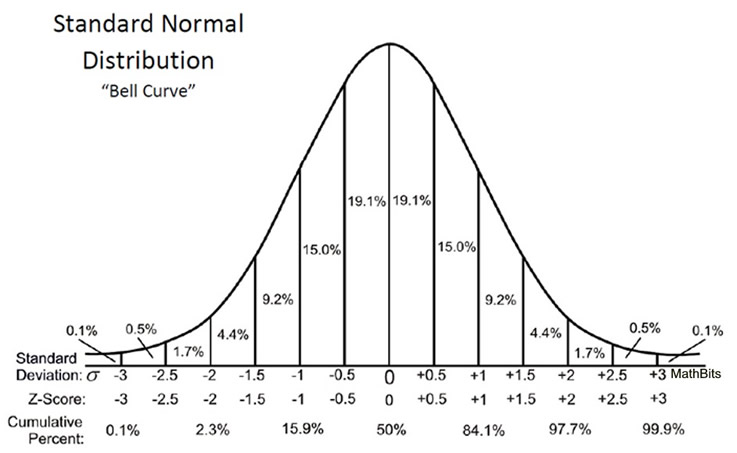 Standard Normal
Distribution
“Bell Curve”
19.1% 19.1%
15.0% 15.0%
9.2% 9.2%
0.1% 0.5% 4.4% 4.4% 0.5% 0.1%
1.7% 1.7%
Standard
Deviation: σ -3 -2.5 -2 -1.5 -1 -0.5 0 +0.5 +1 +1.5 +2 +2.5 +3 MathBits
Z-Score: -3 -2.5 -2 -1.5 -1 -0.5 0 +0.5 +1 +1.5 +2 +2.5 +3
Cumulative
Percent: 0.1% 2.3% 15.9% 50% 84.1% 97.7% 99.9%